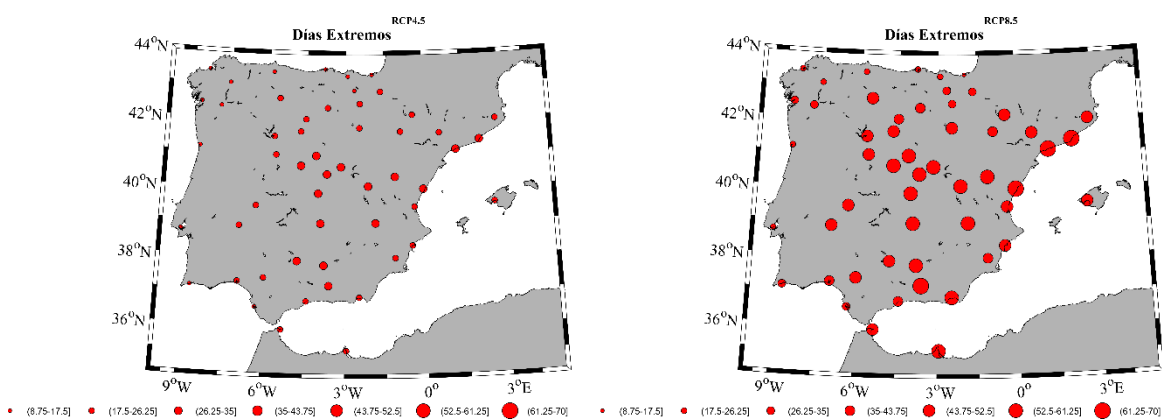 RCP4.5
Días Extremos
44°N
42°N
40°N
38°N
36°N
9°W 6°W 3°W 0° 3°E
(8.75-17.5] (17.5-26.25] (26.25-35] (35-43.75] (43.75-52.5] (52.5-61.25] (61.25-70]
RCP8.5
Días Extremos
44°N
42°N
40°N
38°N
36°N
9°W 6°W 3°W 0° 3°E
(8.75-17.5] (17.5-26.25] (26.25-35] (35-43.75] (43.75-52.5] (52.5-61.25] (61.25-70]